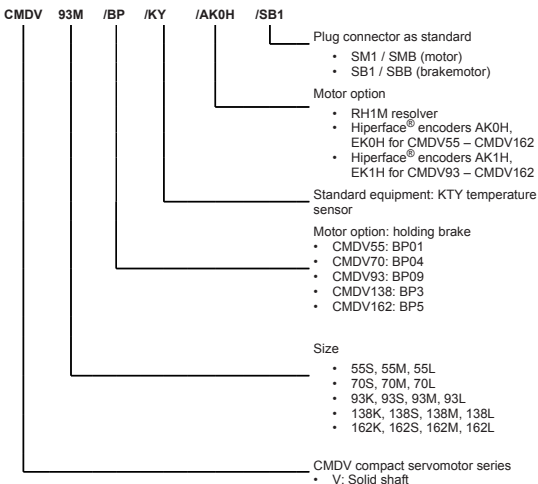 CMDV 93M /BP /KY /AK0H /SB1
Plug connector as standard
• SM1 / SMB (motor)
• SB1 / SBB (brakemotor)
Motor option
• RH1M resolver
• Hiperface® encoders AK0H,
EK0H for CMDV55 – CMDV162
• Hiperface® encoders AK1H,
EK1H for CMDV93 – CMDV162
Standard equipment: KTY temperature
sensor
Motor option: holding brake
• CMDV55: BP01
• CMDV70: BP04
• CMDV93: BP09
• CMDV138: BP3
• CMDV162: BP5
Size
• 55S, 55M, 55L
• 70S, 70M, 70L
• 93K, 93S, 93M, 93L
• 138K, 138S, 138M, 138L
• 162K, 162S, 162M, 162L
CMDV compact servomotor series
• V: Solid shaft